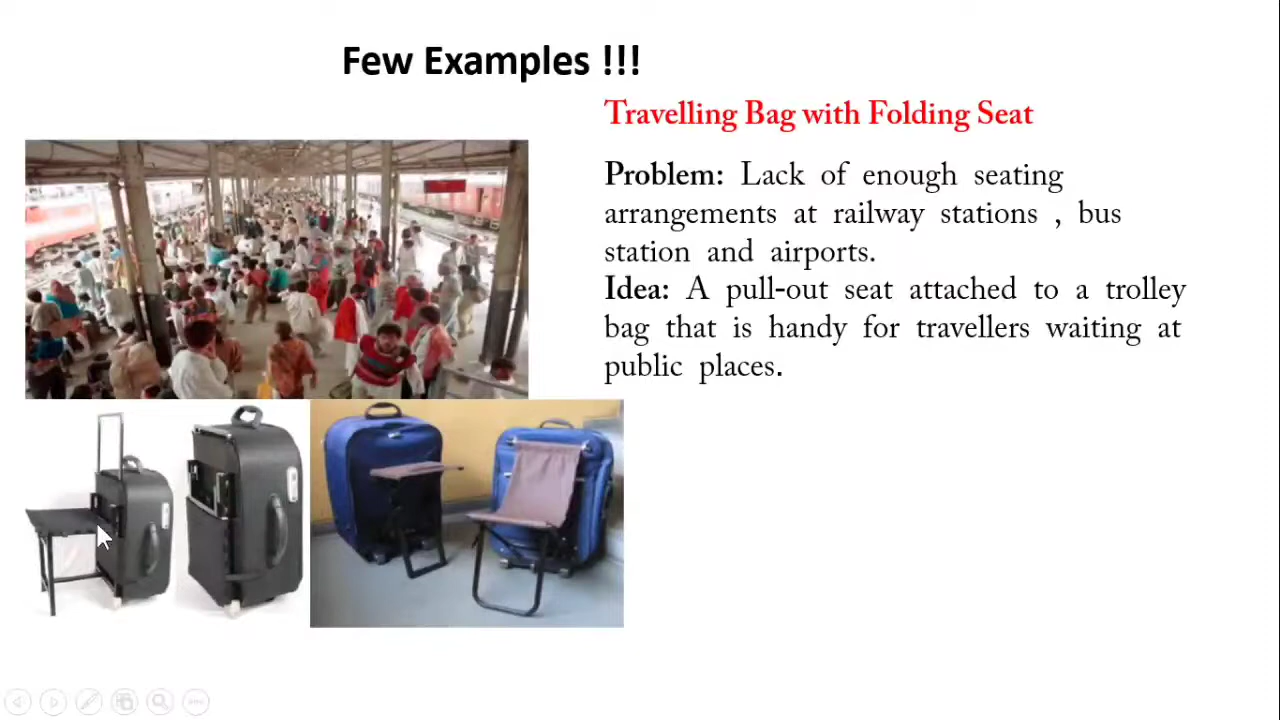 Few Examples !!!
Travelling Bag with Folding Seat
Problem: Lack of enough seating
arrangements at railway stations , bus
station and airports.
Idea: A pull-out seat attached to a trolley
bag that is handy for travellers waiting at
public places.